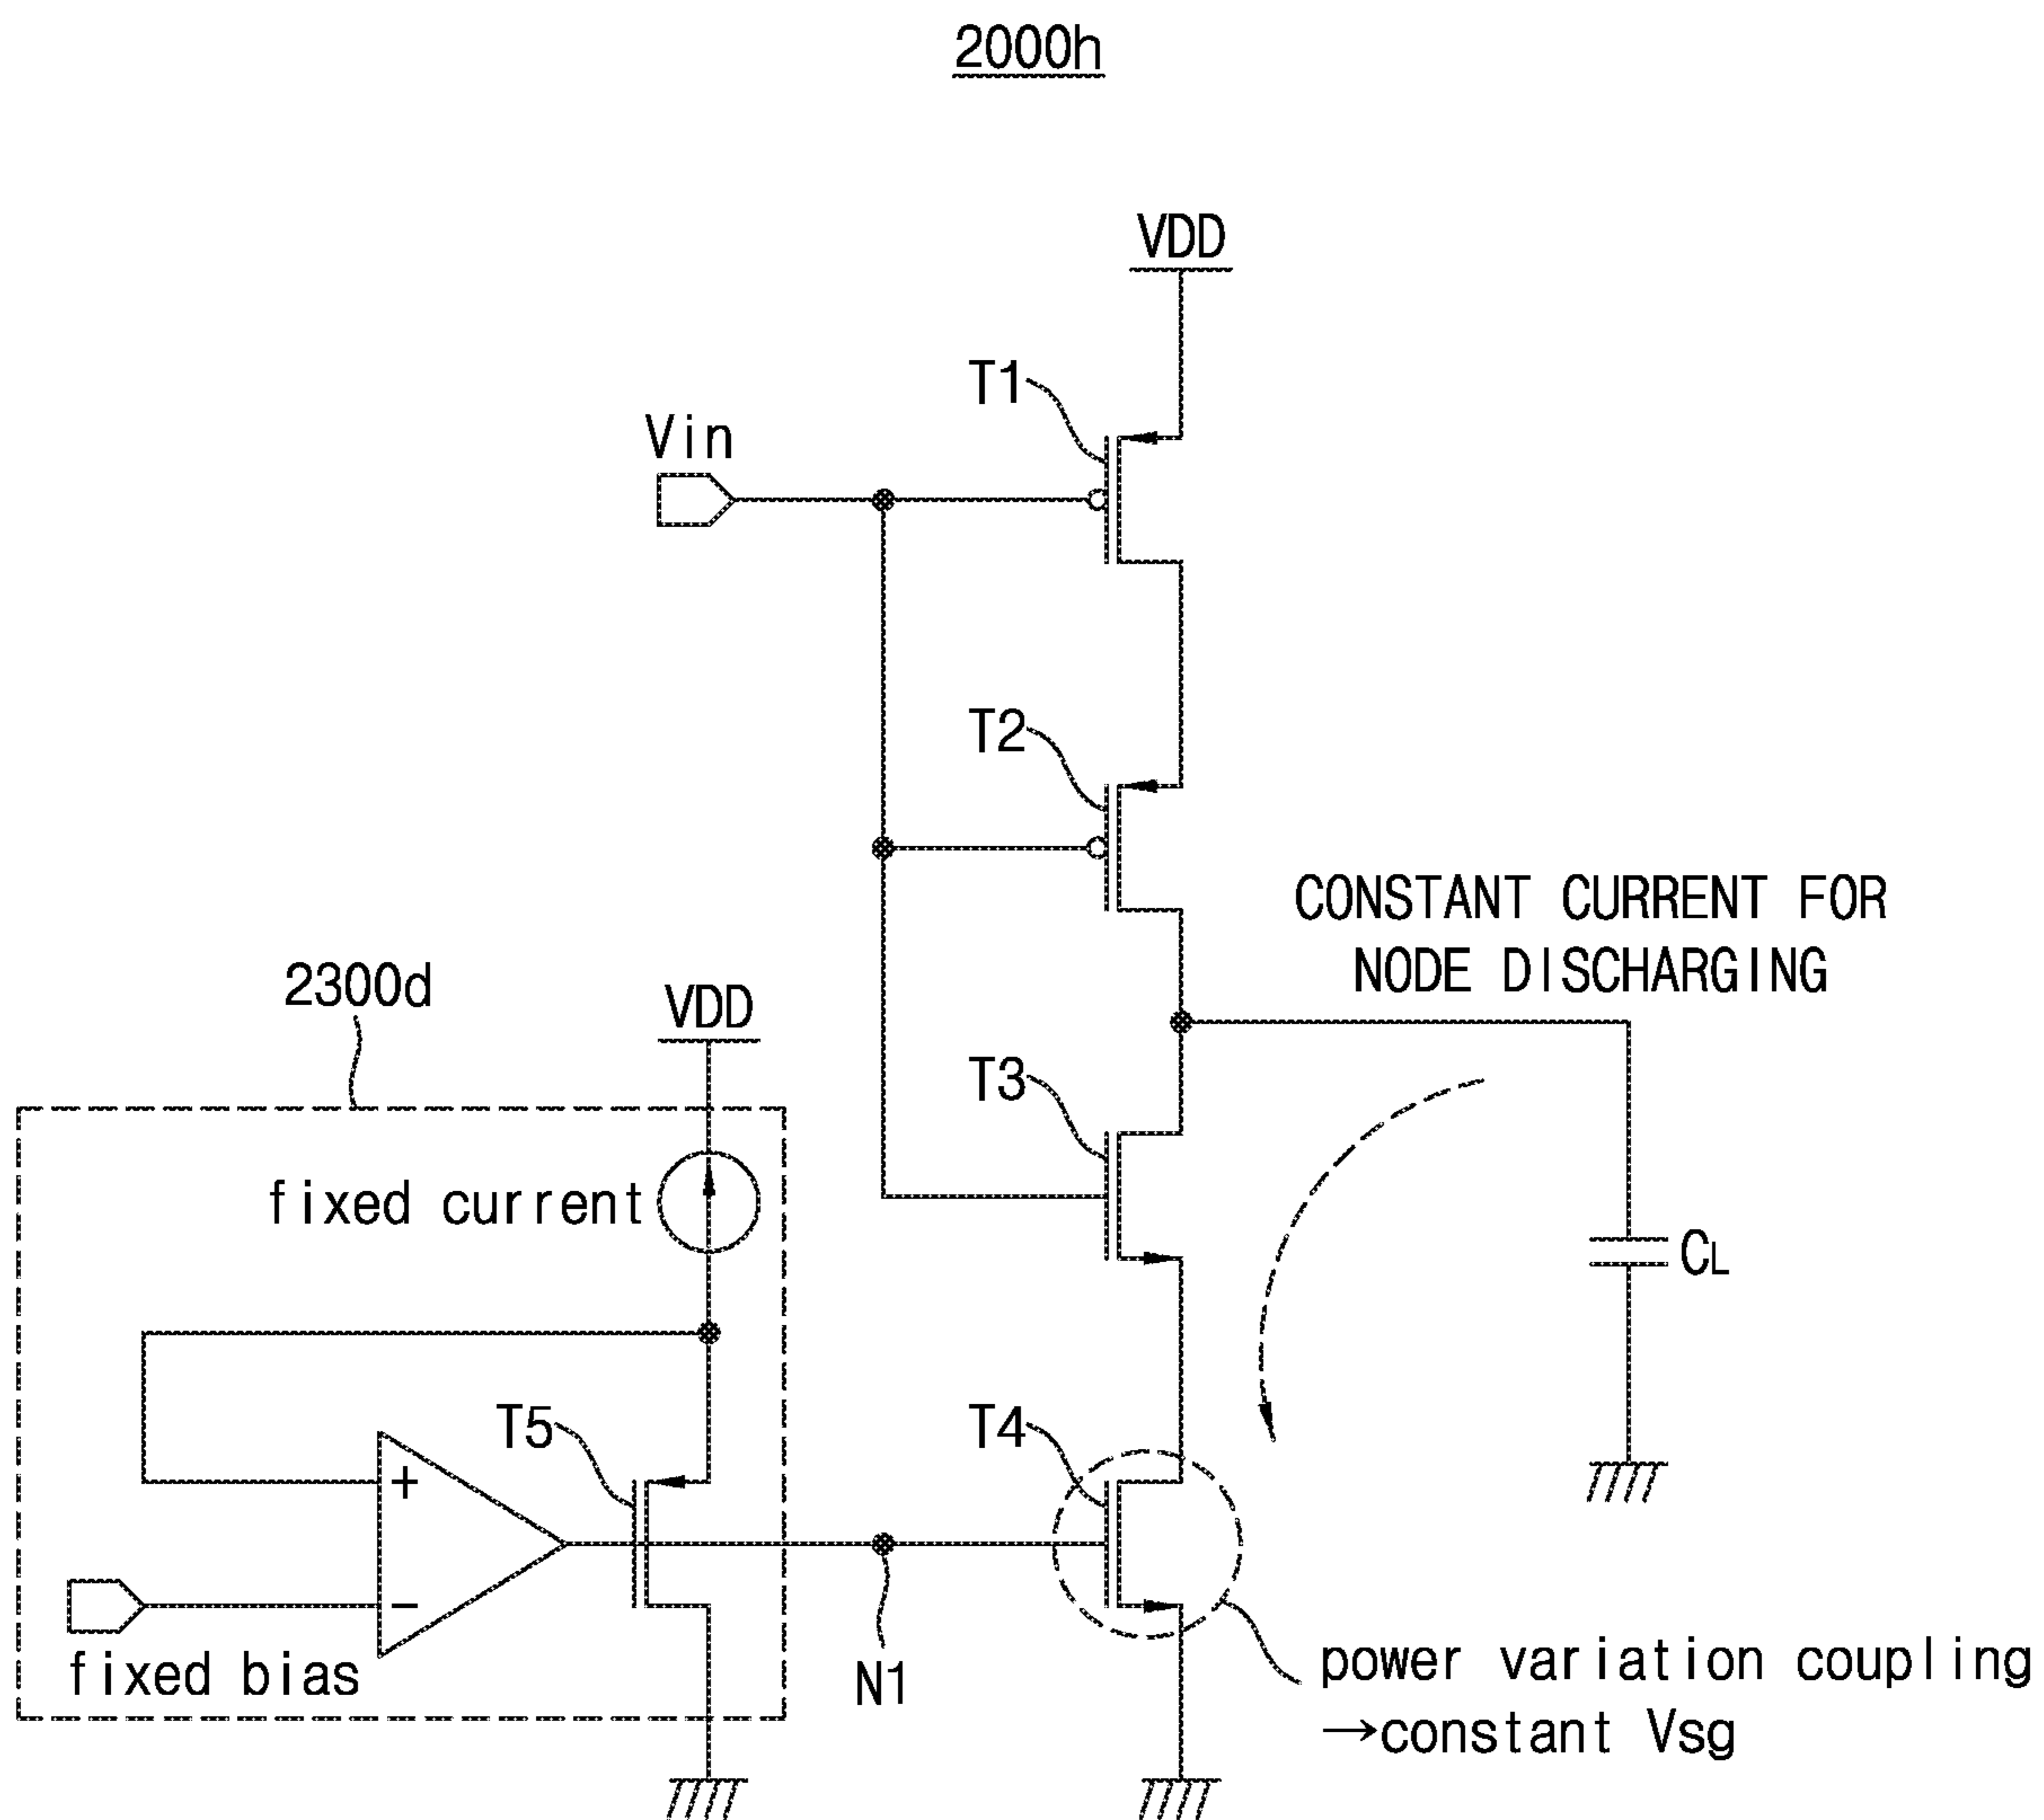 2000h
VDD
T1
Vin
T2
CONSTANT CURRENT FOR
NODE DISCHARGING
2300d
VDD
T3
fixed current
CL
T5
T4
+
−
fixed bias
N1
power variation coupling
→constant Vsg